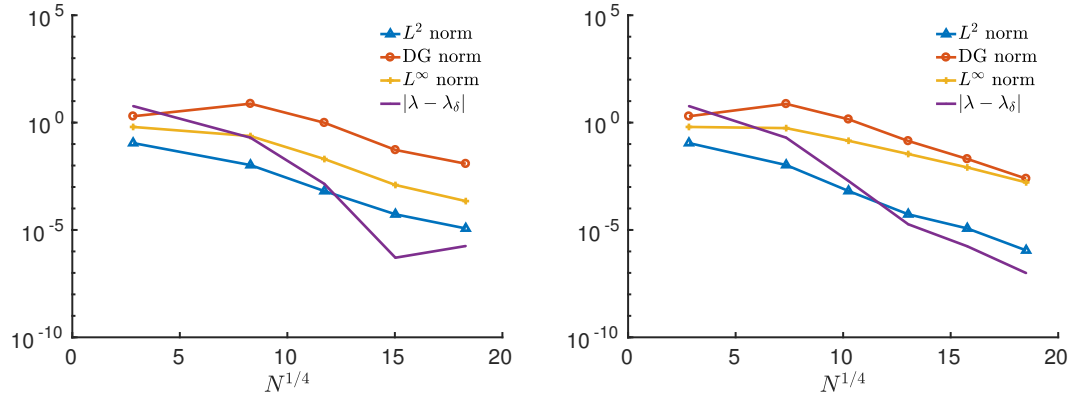 10^5
10^0
10^-5
10^-10
0
5
10
15
20
N^{1/4}
L^2 norm
DG norm
L^∞ norm
|λ − λ_δ|
10^5
10^0
10^-5
10^-10
0
5
10
15
20
N^{1/4}
L^2 norm
DG norm
L^∞ norm
|λ − λ_δ|